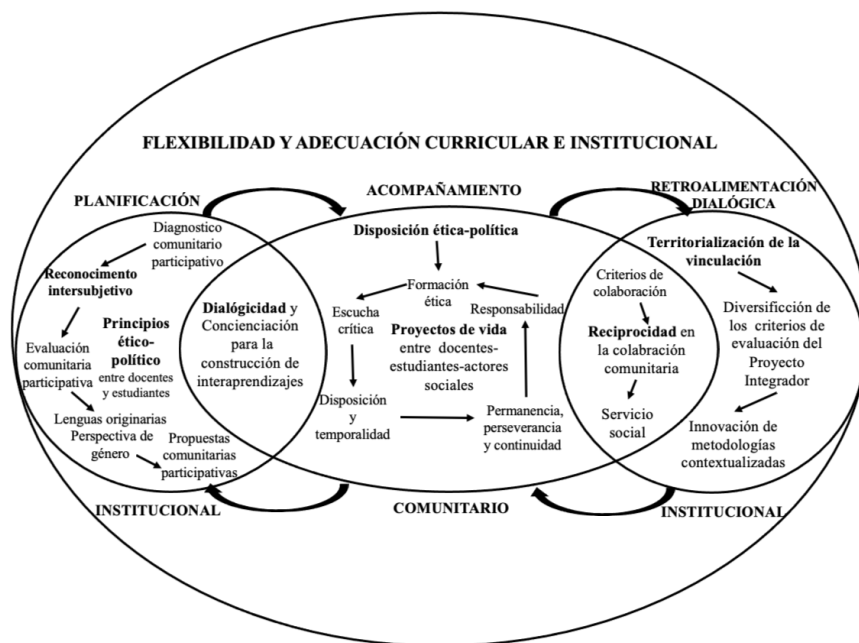 FLEXIBILIDAD Y ADECUACIÓN CURRICULAR E INSTITUCIONAL
PLANIFICACIÓN
ACOMPAÑAMIENTO
RETROALIMENTACIÓN
DIALÓGICA
Diagnostico
comunitario
participativo
Reconocimento
intersubjetivo
Principios
ético-
político
entre docentes
y estudiantes
Evaluación
comunitaria
participativa
Lenguas originarias
Perspectiva de
género
Propuestas
comunitarias
participativas
Dialógicidad y
Concienciación
para la
construcción de
interaprendizajes
Disposición ética-política
Formación
ética
Escucha
crítica
Responsabilidad
Proyectos de vida
entre docentes-
estudiantes-actores
sociales
Disposición
y
temporalidad
Permanencia,
perseverancia
y continuidad
Criterios de
colaboración
Reciprocidad en
la colabración
comunitaria
Servicio
social
Territorialización de la
vinculación
Diversificción de
los criterios de
evaluación del
Proyecto
Integrador
Innovación de
metodologías
contextualizadas
INSTITUCIONAL
COMUNITARIO
INSTITUCIONAL